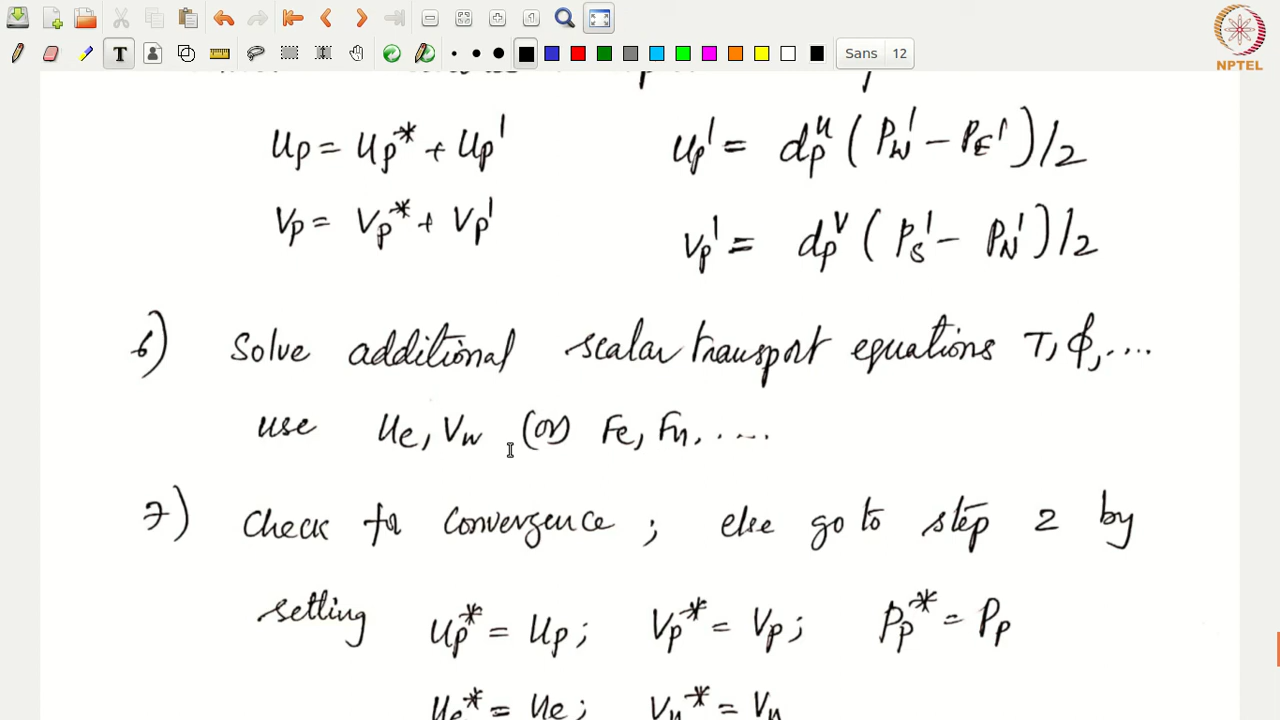 Sans 12
NPTEL
up = up* + up' up' = dp^u (Pw' - PE')/2
Vp = Vp* + Vp' vp' = dp^v (Ps' - PN')/2
6) Solve additional scalar transport equations T, ϕ, ....
use ue, Vn (or) Fe, Fn, ....
7) Check for convergence ; else go to step 2 by
setting up* = up; Vp* = Vp; Pp* = Pp
ue* = ue; Vn* = Vn